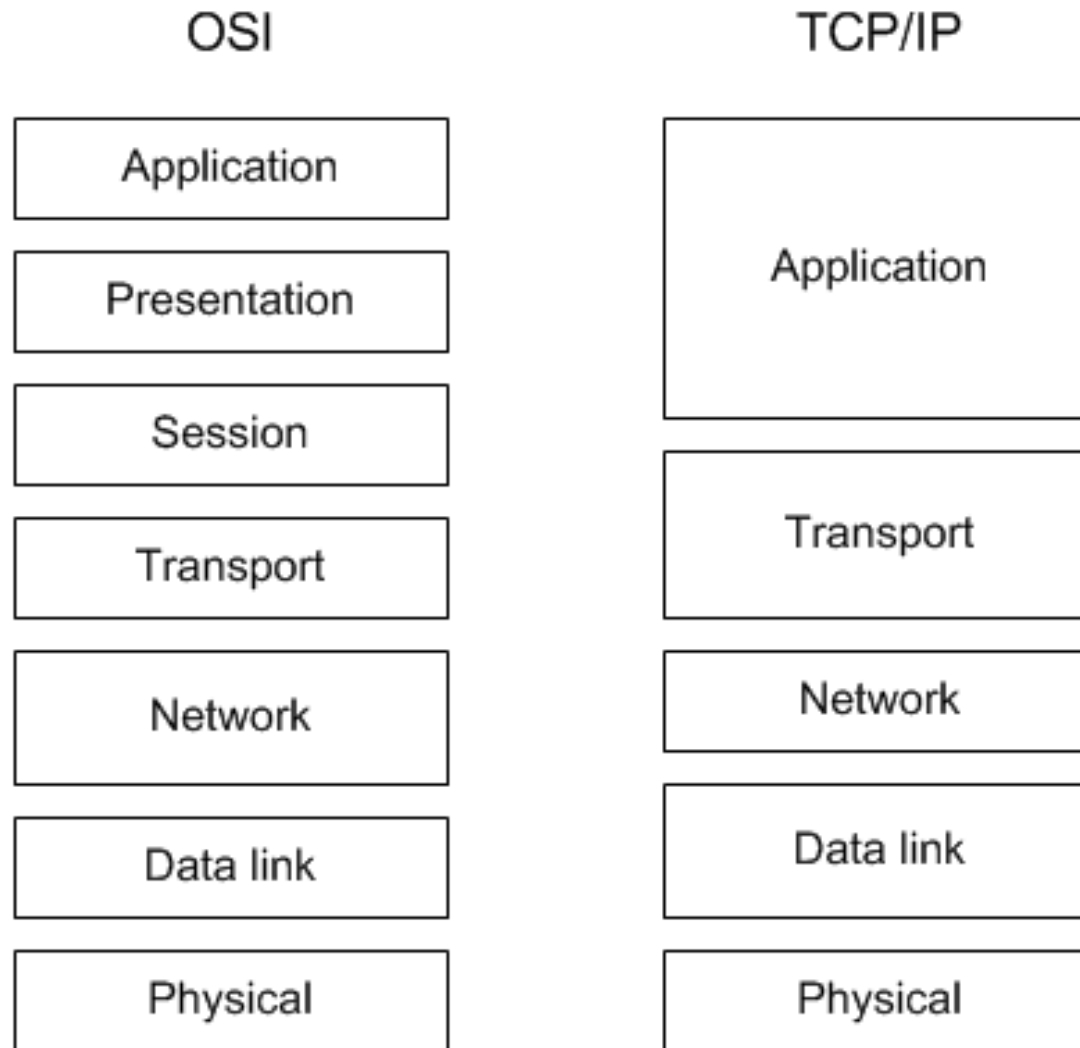 OSI
Application
Presentation
Session
Transport
Network
Data link
Physical
TCP/IP
Application
Transport
Network
Data link
Physical